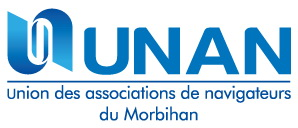 UNAN
Union des associations de navigateurs
du Morbihan